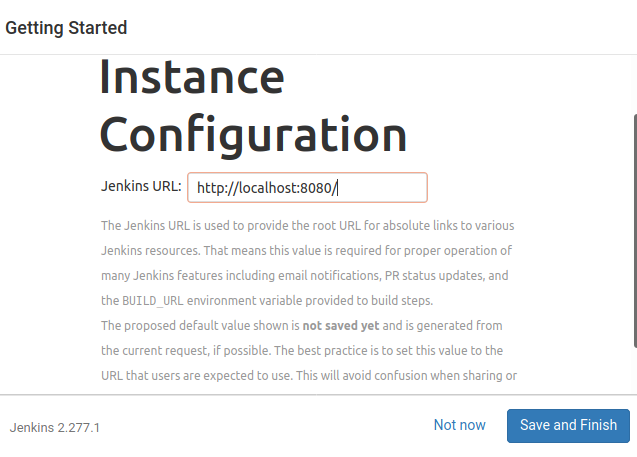 Getting Started
Instance
Configuration
Jenkins URL: http://localhost:8080/
The Jenkins URL is used to provide the root URL for absolute links to various
Jenkins resources. That means this value is required for proper operation of
many Jenkins features including email notifications, PR status updates, and
the BUILD_URL environment variable provided to build steps.
The proposed default value shown is not saved yet and is generated from
the current request, if possible. The best practice is to set this value to the
URL that users are expected to use. This will avoid confusion when sharing or
Jenkins 2.277.1 Not now Save and Finish